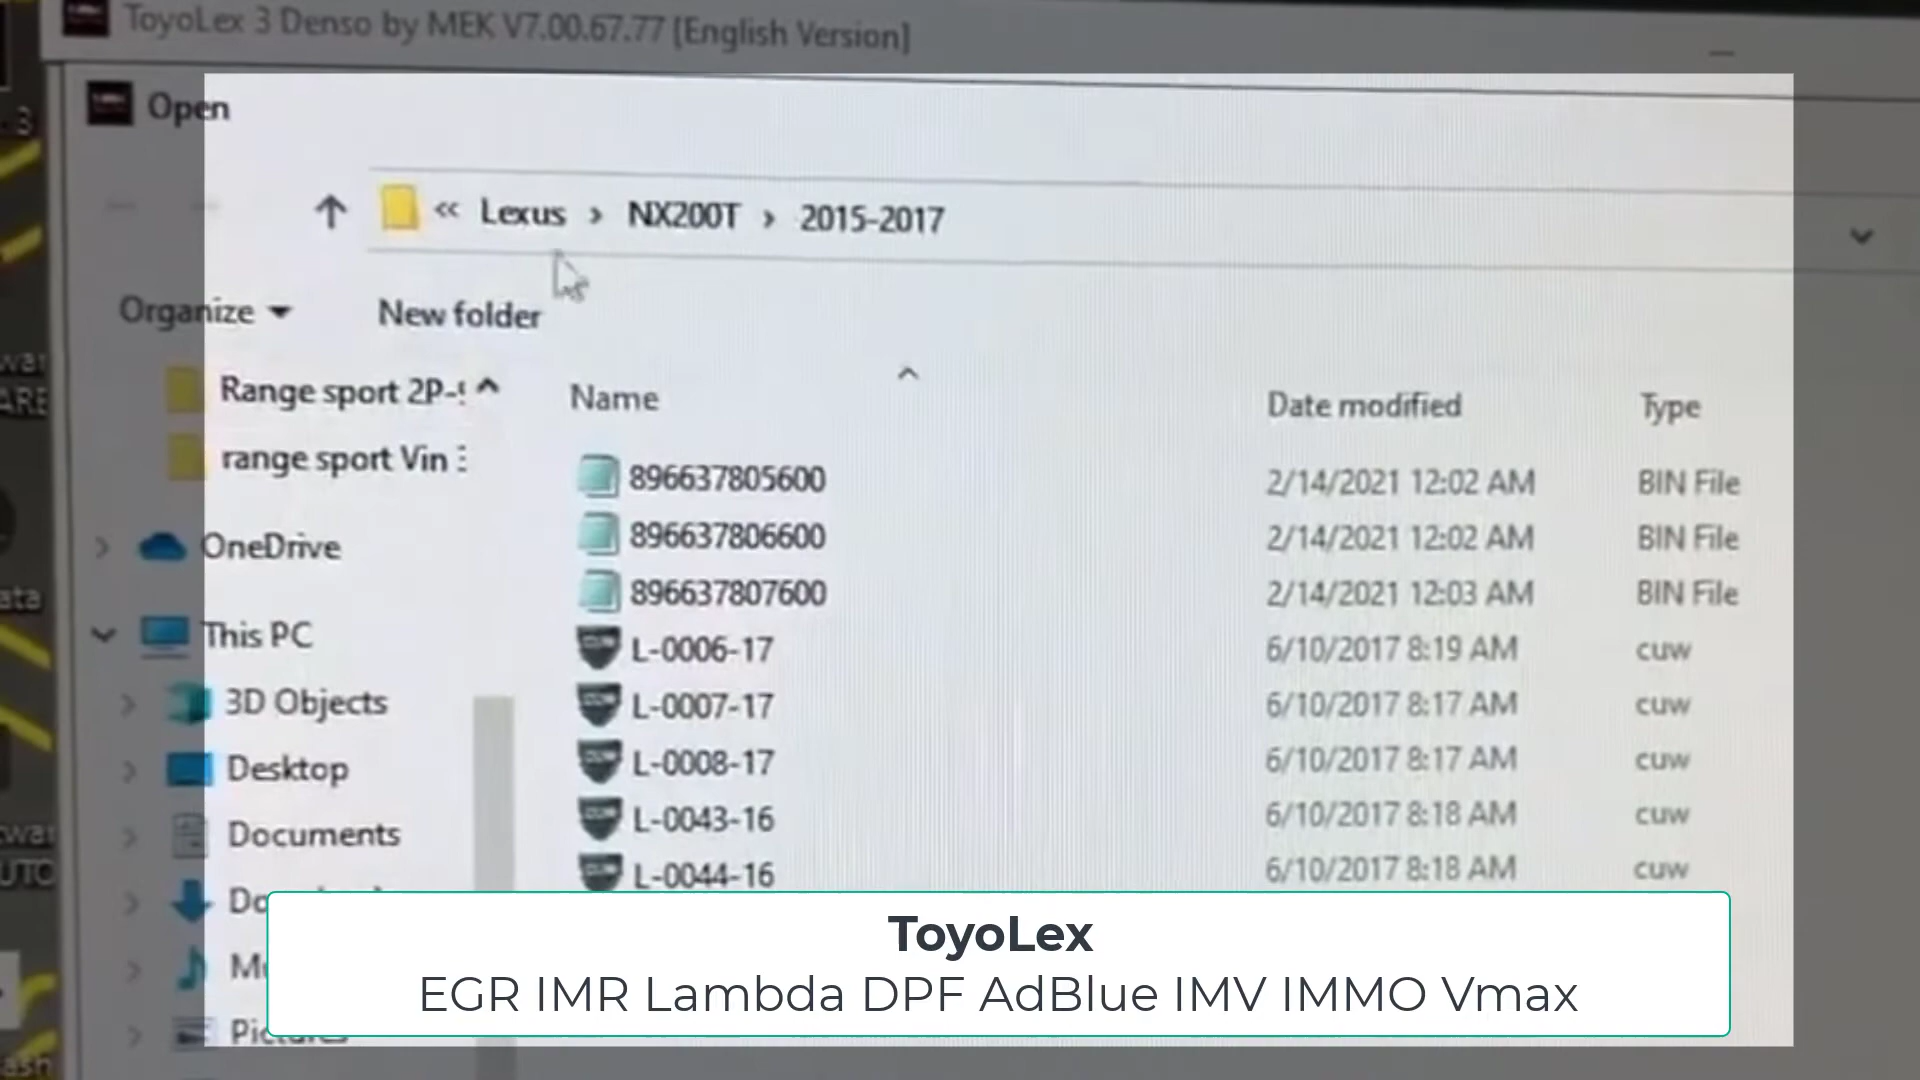 ToyoLex 3 Denso by MEK V7.00.67.77 [English Version]
Open
« Lexus › NX200T › 2015-2017
Organize New folder
Range sport 2P-
range sport Vin
OneDrive
This PC
3D Objects
Desktop
Documents
Name Date modified Type
896637805600 2/14/2021 12:02 AM BIN File
896637806600 2/14/2021 12:02 AM BIN File
896637807600 2/14/2021 12:03 AM BIN File
L-0006-17 6/10/2017 8:19 AM cuw
L-0007-17 6/10/2017 8:17 AM cuw
L-0008-17 6/10/2017 8:17 AM cuw
L-0043-16 6/10/2017 8:18 AM cuw
L-0044-16 6/10/2017 8:18 AM cuw
ToyoLex
EGR IMR Lambda DPF AdBlue IMV IMMO Vmax